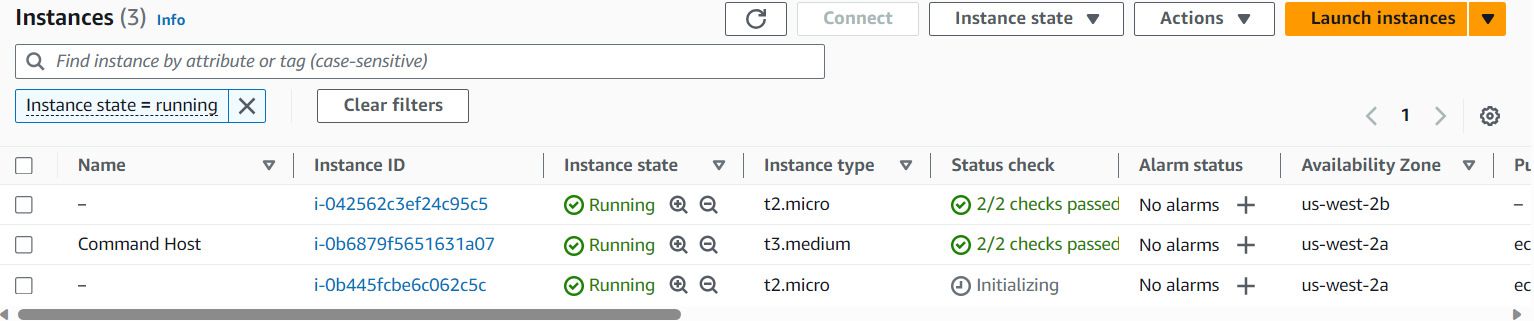 Instances (3) Info
Connect
Instance state
Actions
Launch instances
Find instance by attribute or tag (case-sensitive)
Instance state = running
Clear filters
1
Name Instance ID Instance state Instance type Status check Alarm status Availability Zone Pu
– i-042562c3ef24c95c5 Running t2.micro 2/2 checks passed No alarms us-west-2b –
Command Host i-0b6879f5651631a07 Running t3.medium 2/2 checks passed No alarms us-west-2a ec
– i-0b445fcbe6c062c5c Running t2.micro Initializing No alarms us-west-2a ec